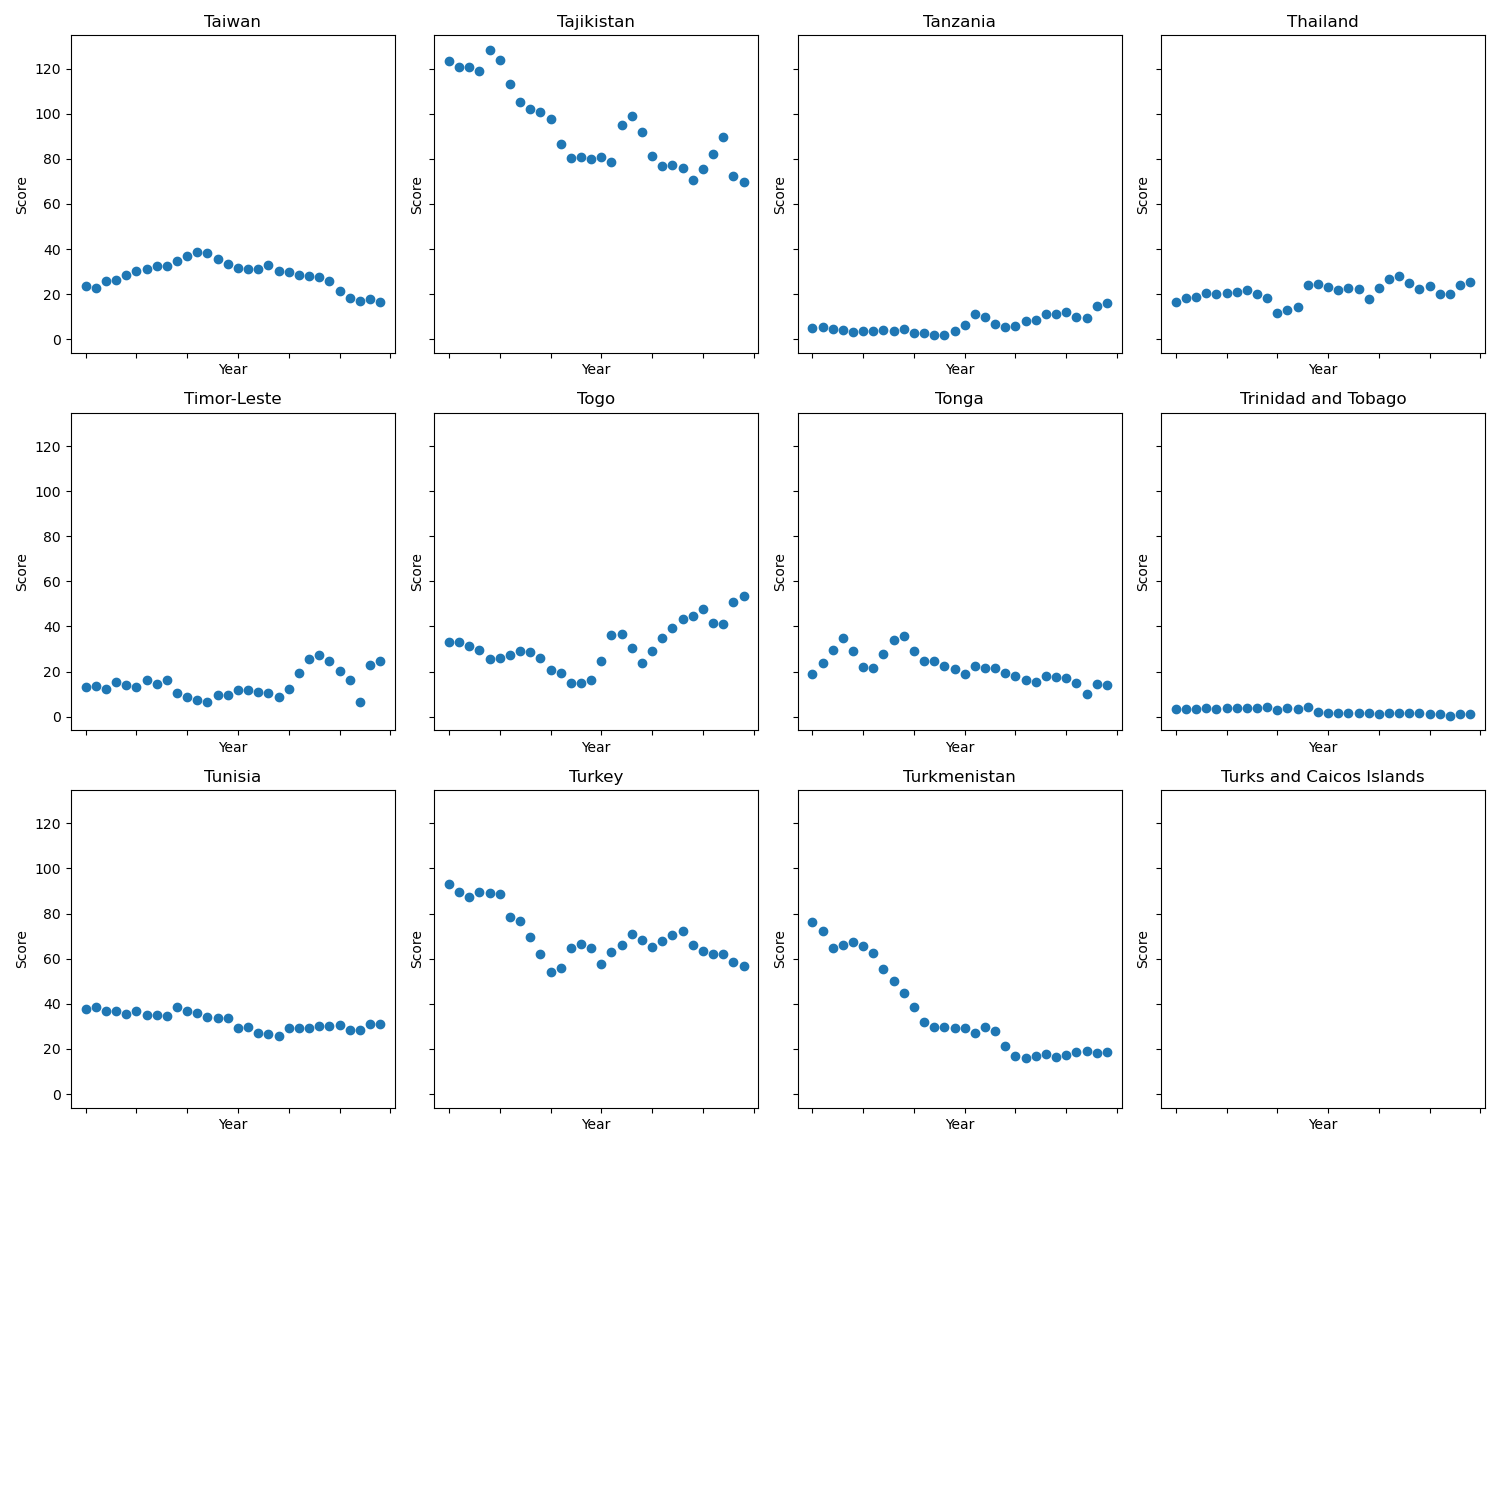 Taiwan
Tajikistan
Tanzania
Thailand
120
100
80
60
40
20
0
Score
Score
Score
Score
Year
Year
Year
Year
Timor-Leste
Togo
Tonga
Trinidad and Tobago
120
100
80
60
40
20
0
Score
Score
Score
Score
Year
Year
Year
Year
Tunisia
Turkey
Turkmenistan
Turks and Caicos Islands
120
100
80
60
40
20
0
Score
Score
Score
Score
Year
Year
Year
Year